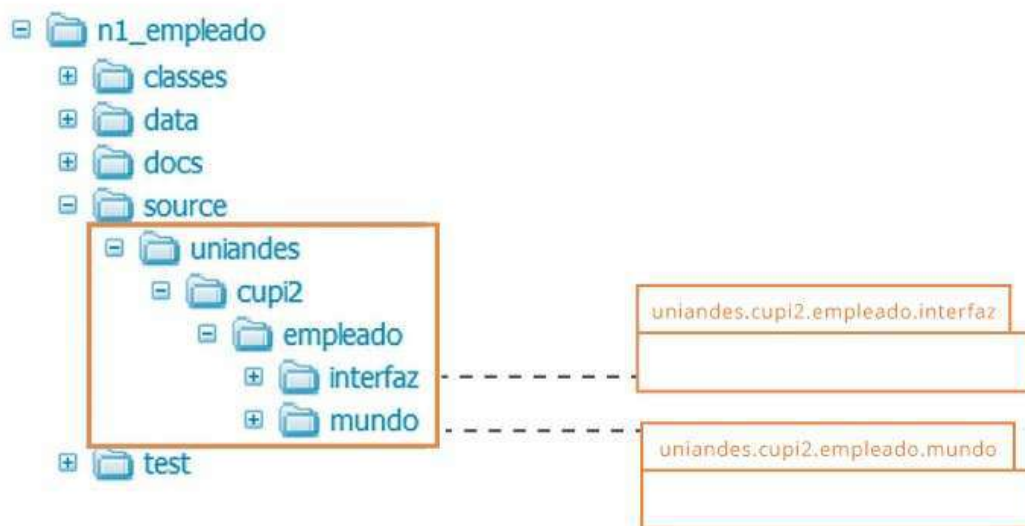 n1_empleado
classes
data
docs
source
uniandes
cupi2
empleado
interfaz
mundo
test
uniandes.cupi2.empleado.interfaz
uniandes.cupi2.empleado.mundo